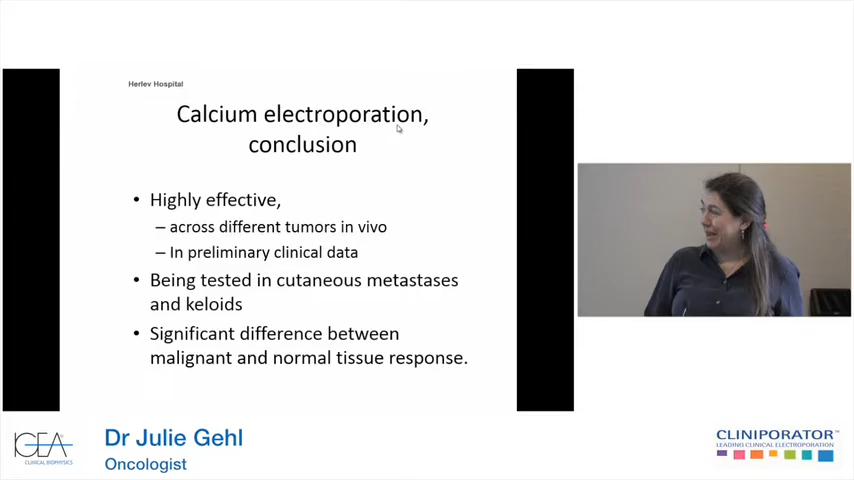 Herlev Hospital
Calcium electroporation,
conclusion
• Highly effective,
– across different tumors in vivo
– In preliminary clinical data
• Being tested in cutaneous metastases
and keloids
• Significant difference between
malignant and normal tissue response.
IGEA
CLINICAL BIOPHYSICS
Dr Julie Gehl
Oncologist
CLINIPORATOR™
LEADING CLINICAL ELECTROPORATION